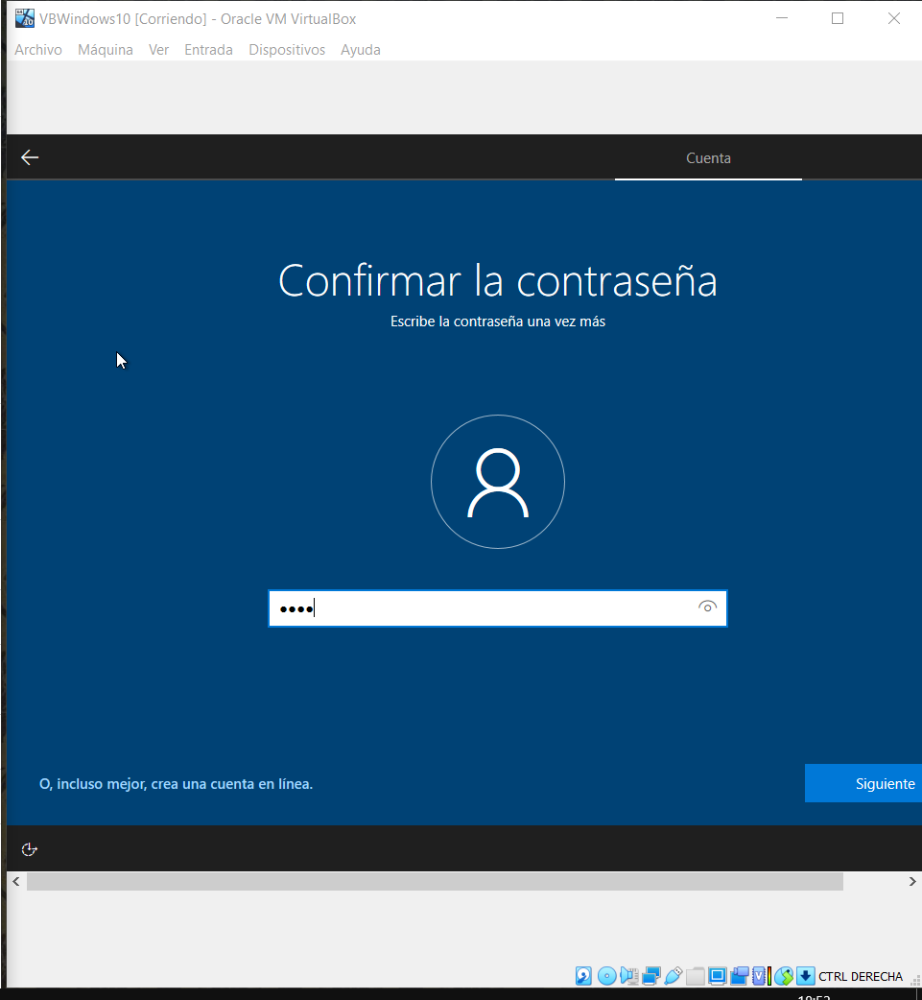 VBWindows10 [Corriendo] - Oracle VM VirtualBox
Archivo Máquina Ver Entrada Dispositivos Ayuda
Cuenta
Confirmar la contraseña
Escribe la contraseña una vez más
O, incluso mejor, crea una cuenta en línea.
Siguiente
CTRL DERECHA